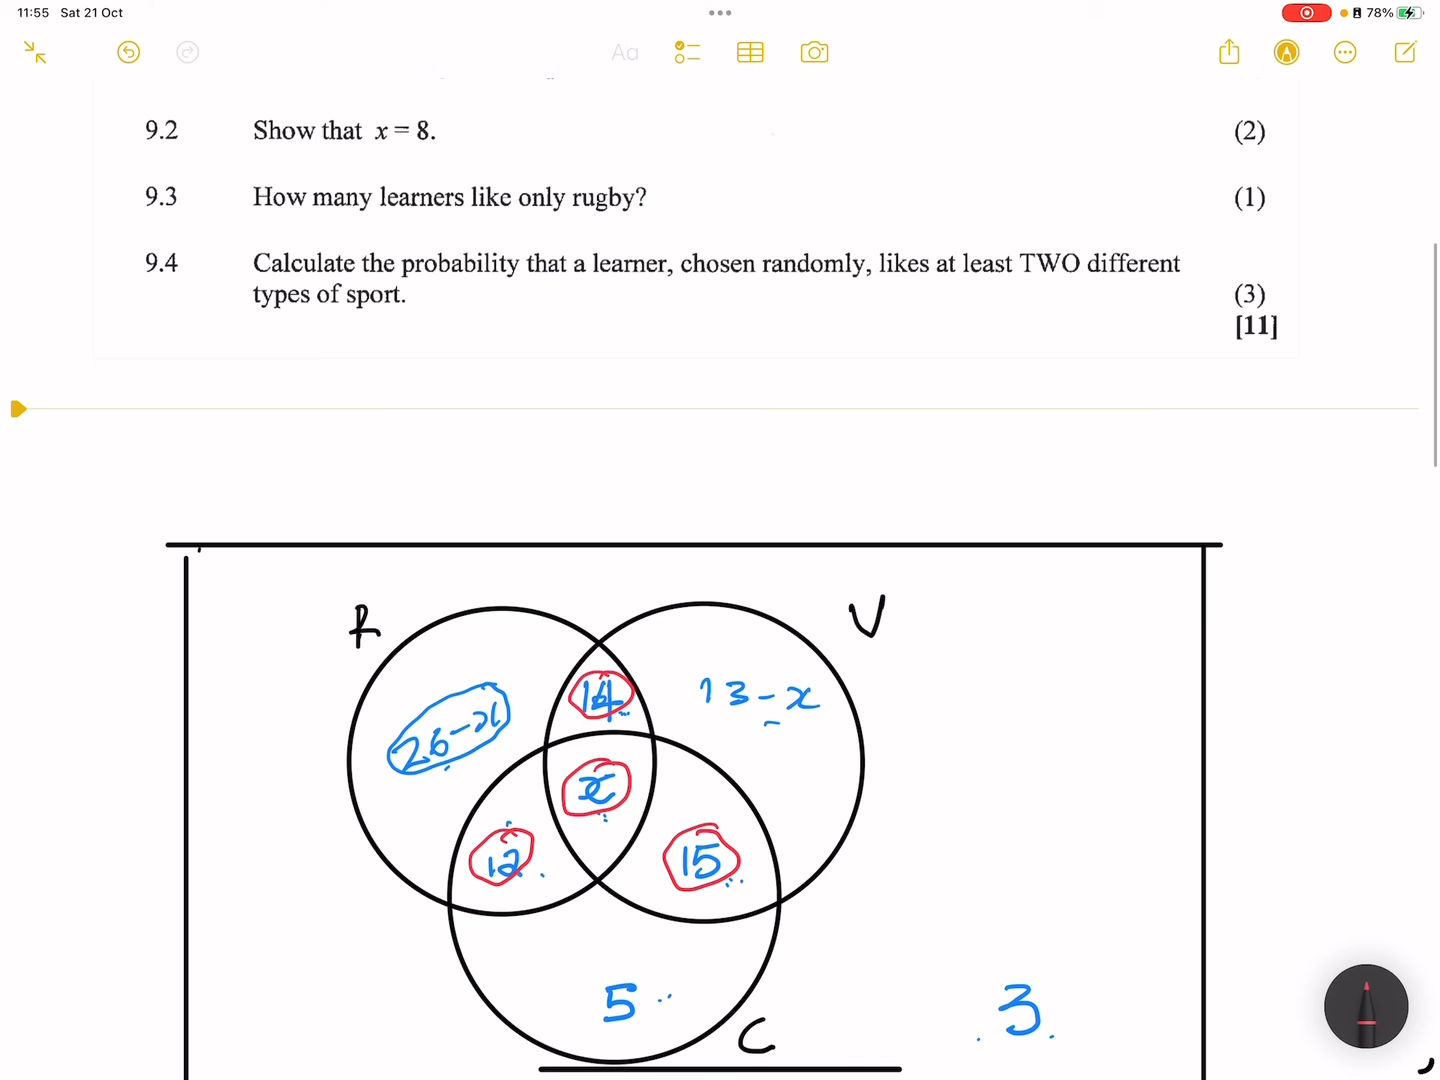 11:55 Sat 21 Oct
78%
Aa
9.2 Show that x = 8. (2)
9.3 How many learners like only rugby? (1)
9.4 Calculate the probability that a learner, chosen randomly, likes at least TWO different
types of sport. (3)
[11]
R
V
14
13 - x
26 - x
x
12
15
5
3
C